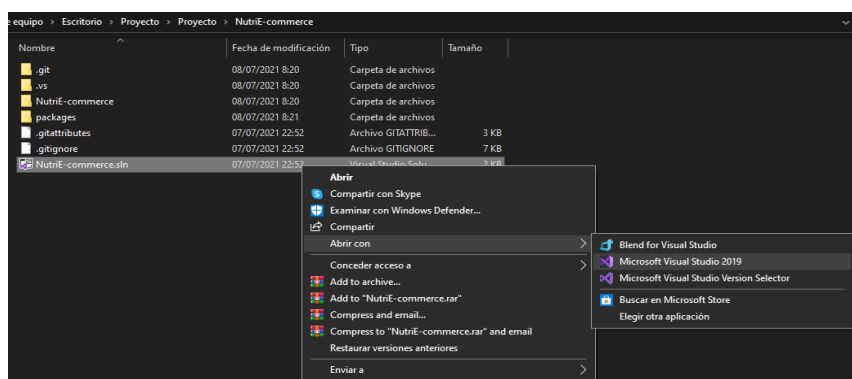 e equipo > Escritorio > Proyecto > Proyecto > NutriE-commerce
Nombre Fecha de modificación Tipo Tamaño
.git 08/07/2021 8:20 Carpeta de archivos
.vs 08/07/2021 8:20 Carpeta de archivos
NutriE-commerce 08/07/2021 8:20 Carpeta de archivos
packages 08/07/2021 8:21 Carpeta de archivos
.gitattributes 07/07/2021 22:52 Archivo GITATTRIB... 3 KB
.gitignore 07/07/2021 22:52 Archivo GITIGNORE 7 KB
NutriE-commerce.sln 07/07/2021 22:52 Visual Studio Solu... 2 KB
Abrir
Compartir con Skype
Examinar con Windows Defender...
Compartir
Abrir con
Conceder acceso a
Add to archive...
Add to "NutriE-commerce.rar"
Compress and email...
Compress to "NutriE-commerce.rar" and email
Restaurar versiones anteriores
Enviar a
Blend for Visual Studio
Microsoft Visual Studio 2019
Microsoft Visual Studio Version Selector
Buscar en Microsoft Store
Elegir otra aplicación